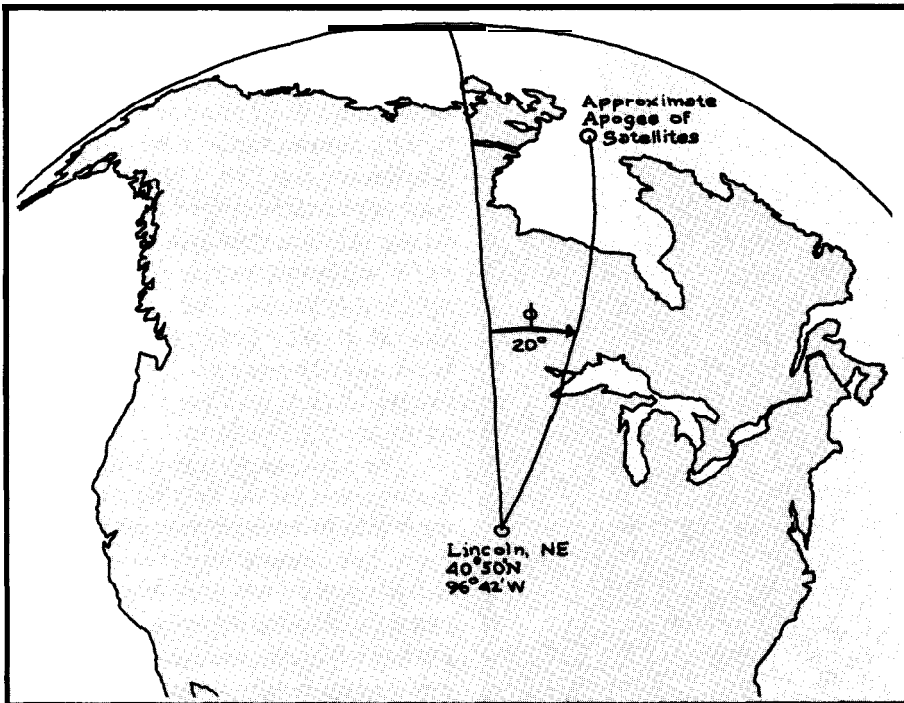 Approximate
Apogee of
Satellites
ϕ
20°
Lincoln, NE
40°50'N
96°42'W